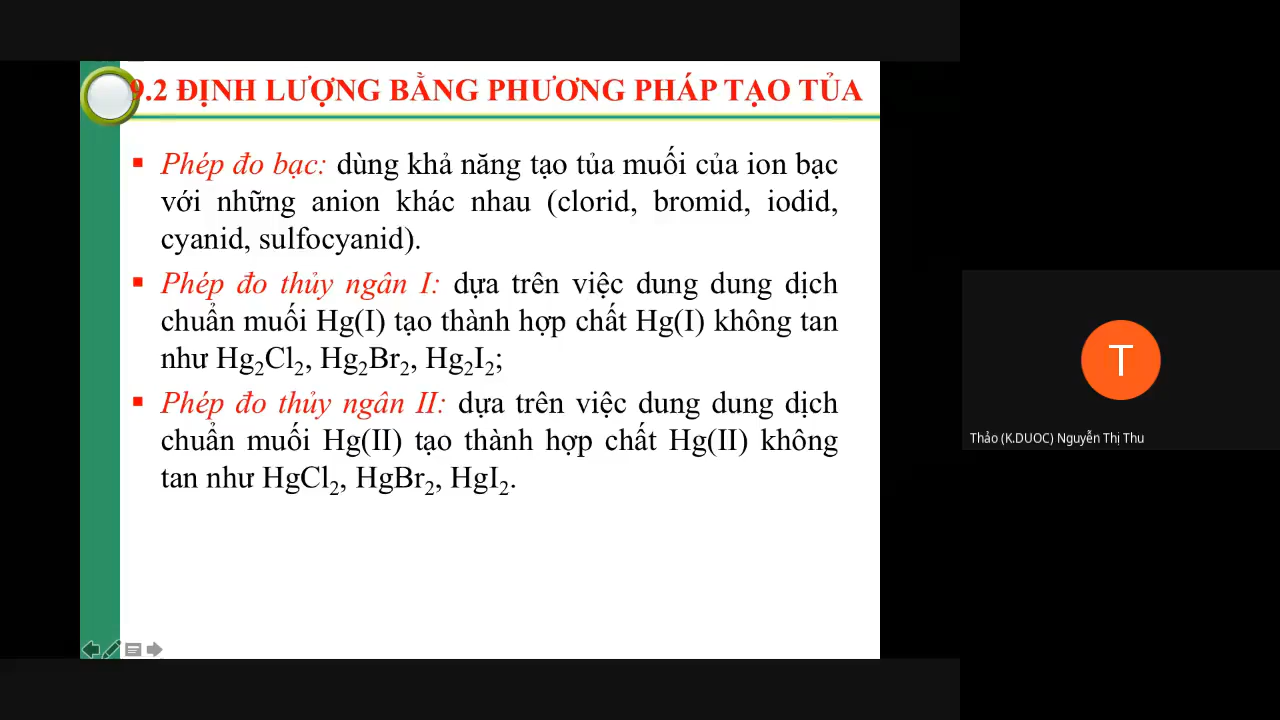 9.2 ĐỊNH LƯỢNG BẰNG PHƯƠNG PHÁP TẠO TỦA
▪ Phép đo bạc: dùng khả năng tạo tủa muối của ion bạc
với những anion khác nhau (clorid, bromid, iodid,
cyanid, sulfocyanid).
▪ Phép đo thủy ngân I: dựa trên việc dung dung dịch
chuẩn muối Hg(I) tạo thành hợp chất Hg(I) không tan
như Hg₂Cl₂, Hg₂Br₂, Hg₂I₂;
▪ Phép đo thủy ngân II: dựa trên việc dung dung dịch
chuẩn muối Hg(II) tạo thành hợp chất Hg(II) không
tan như HgCl₂, HgBr₂, HgI₂.
T
Thảo (K.DUOC) Nguyễn Thị Thu